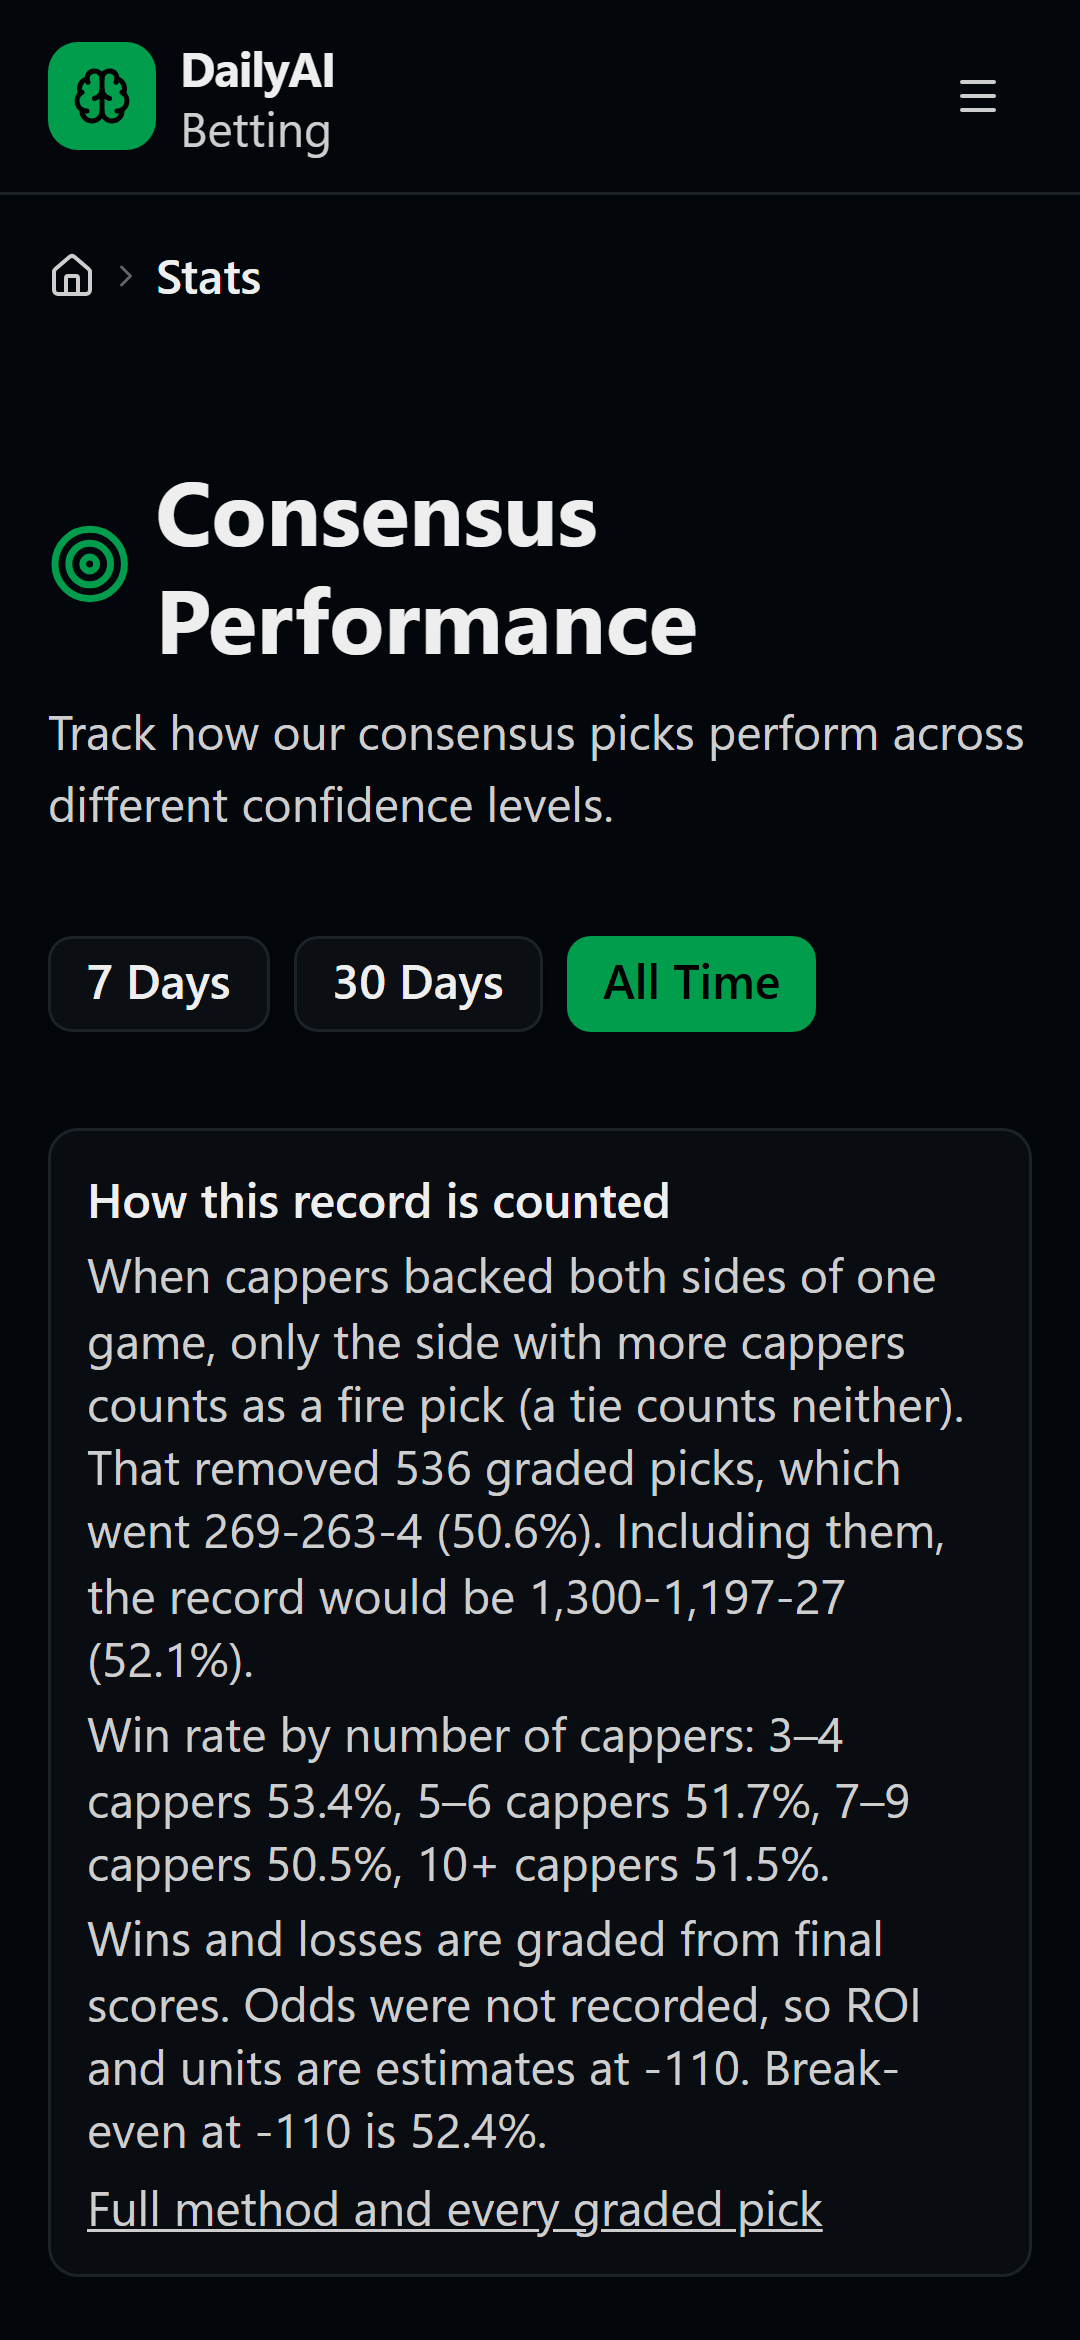 DailyAI
Betting
Stats
Consensus
Performance
Track how our consensus picks perform across
different confidence levels.
7 Days
30 Days
All Time
How this record is counted
When cappers backed both sides of one
game, only the side with more cappers
counts as a fire pick (a tie counts neither).
That removed 536 graded picks, which
went 269-263-4 (50.6%). Including them,
the record would be 1,300-1,197-27
(52.1%).
Win rate by number of cappers: 3–4
cappers 53.4%, 5–6 cappers 51.7%, 7–9
cappers 50.5%, 10+ cappers 51.5%.
Wins and losses are graded from final
scores. Odds were not recorded, so ROI
and units are estimates at -110. Break-
even at -110 is 52.4%.
Full method and every graded pick